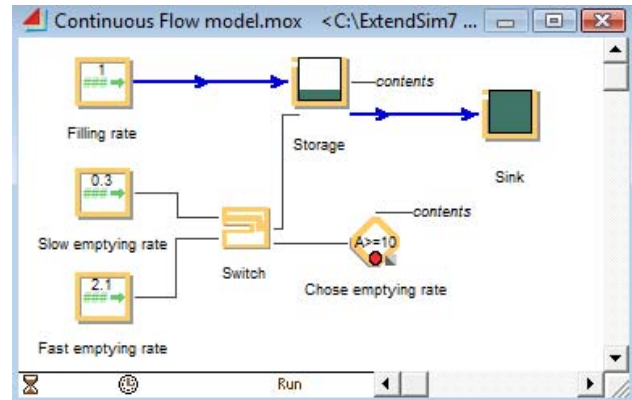 Continuous Flow model.mox <C:\ExtendSim7 ...
1
###
contents
Filling rate
Storage
Sink
0.3
###
contents
Slow emptying rate
A>=10
Switch
Chose emptying rate
2.1
###
Fast emptying rate
Run